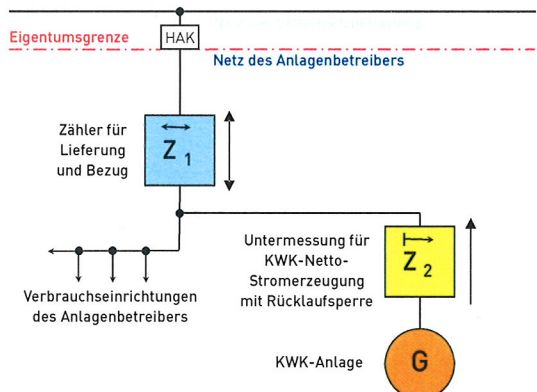 HAK
Eigentumsgrenze
Netz des Anlagenbetreibers
Zähler für
Lieferung
und Bezug
Z 1
Untermessung für
KWK-Netto-
Stromerzeugung
mit Rücklaufsperre
Z 2
Verbrauchseinrichtungen
des Anlagenbetreibers
KWK-Anlage
G